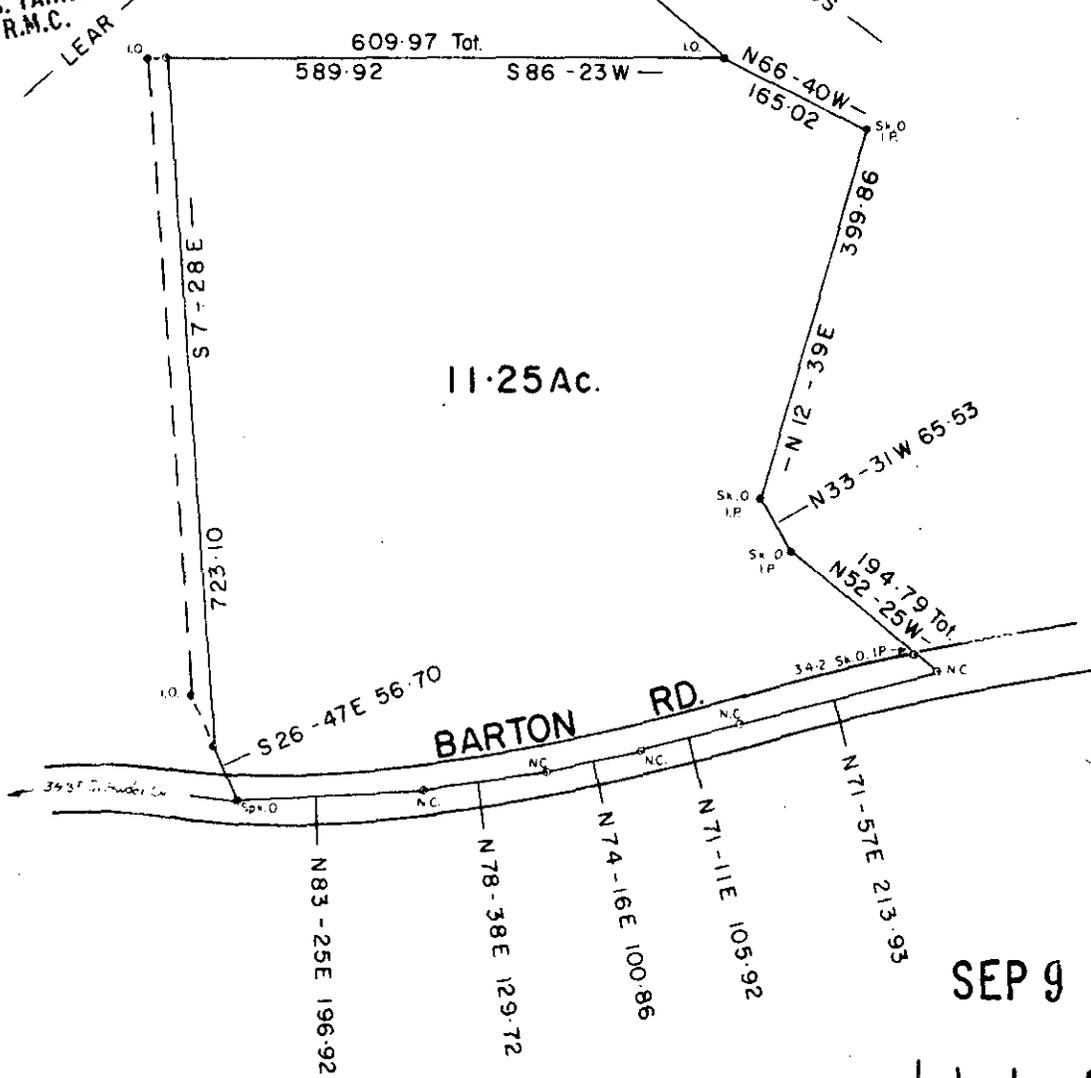 R.M.C.
LEAR
I.O.
609.97 Tot.
I.O.
589.92 S86-23W
N66-40W
165.02
Sk.O
I.P.
399.86
N12-39E
S7-28E
11.25Ac.
N33-31W 65.53
Sk.O
I.P.
Sk.O
I.P
723.10
194.79 Tot.
N52-25W
34.2 Sk.O.I.P
N.C
I.O.
S26-47E 56.70
BARTON RD.
N.C.
N.C.
N.C.
N.C.
Spk.O
N83-25E 196.92
N78-38E 129.72
N74-16E 100.86
N71-11E 105.92
N71-57E 213.93
SEP 9